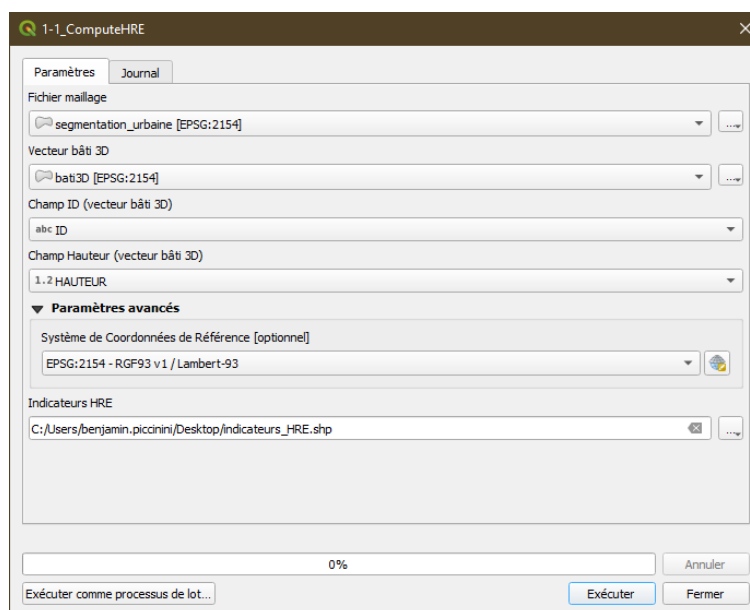 1-1_ComputeHRE
Paramètres
Journal
Fichier maillage
segmentation_urbaine [EPSG:2154]
...
Vecteur bâti 3D
bati3D [EPSG:2154]
...
Champ ID (vecteur bâti 3D)
abc ID
Champ Hauteur (vecteur bâti 3D)
1.2 HAUTEUR
Paramètres avancés
Système de Coordonnées de Référence [optionnel]
EPSG:2154 - RGF93 v1 / Lambert-93
Indicateurs HRE
C:/Users/benjamin.piccinini/Desktop/indicateurs_HRE.shp
...
0%
Annuler
Exécuter comme processus de lot...
Exécuter
Fermer